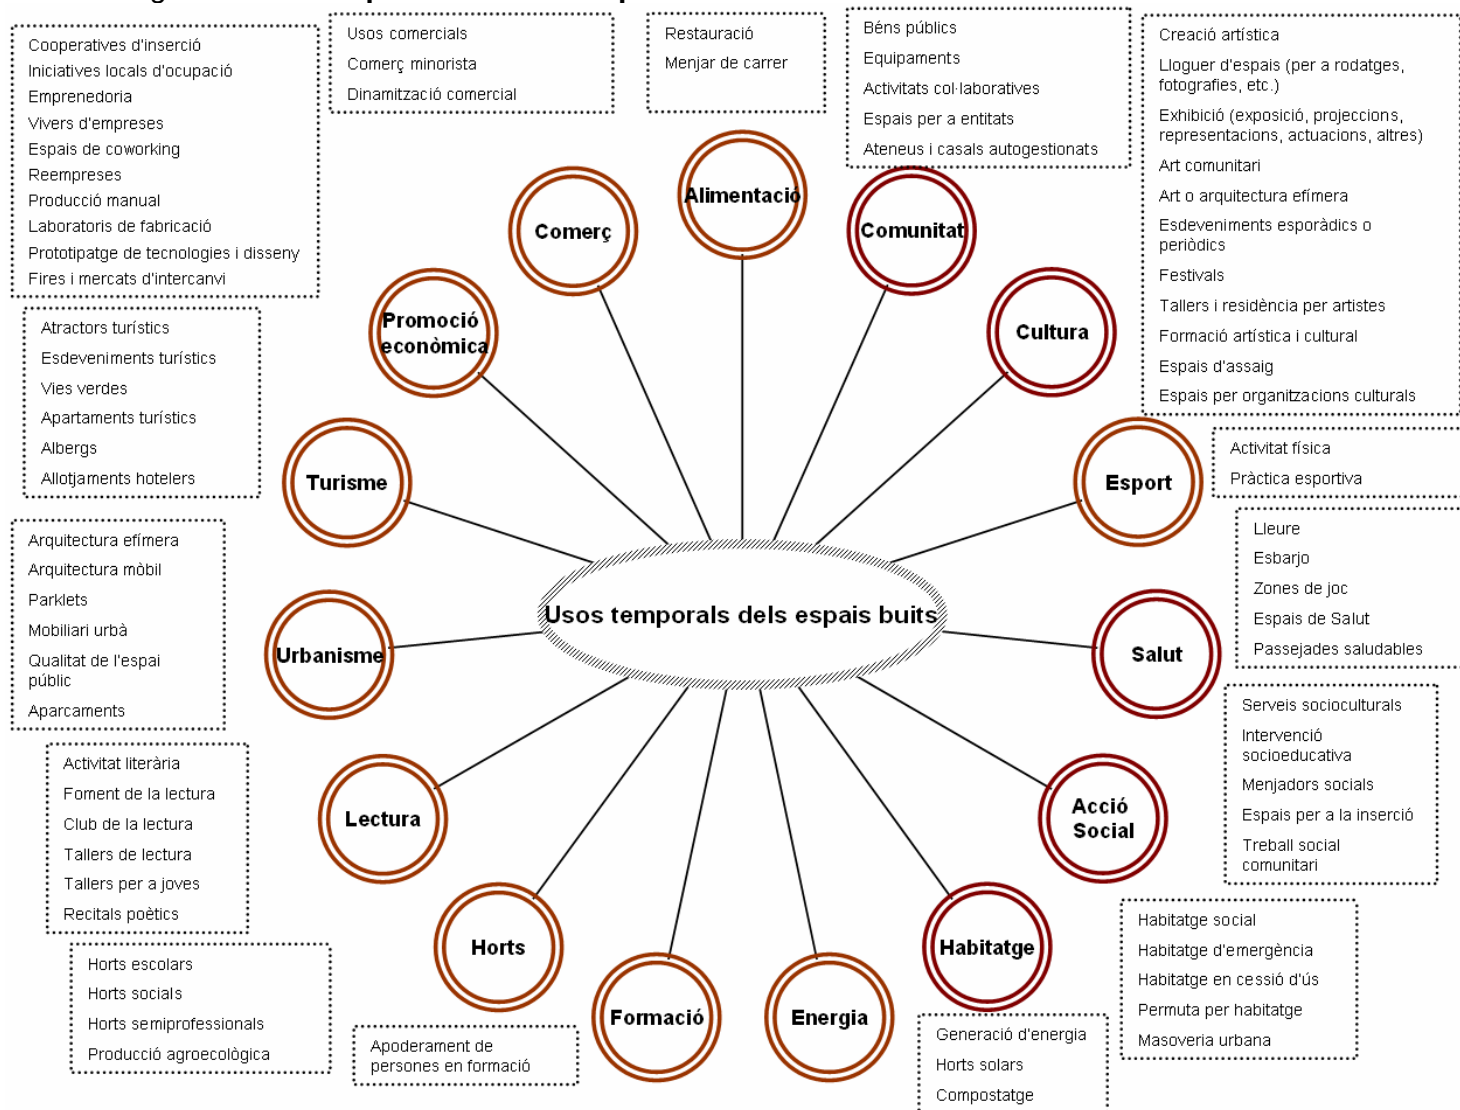 Cooperatives d'inserció
Iniciatives locals d'ocupació
Emprenedoria
Vivers d'empreses
Espais de coworking
Reempreses
Producció manual
Laboratoris de fabricació
Prototipatge de tecnologies i disseny
Fires i mercats d'intercanvi
Usos comercials
Comerç minorista
Dinamització comercial
Restauració
Menjar de carrer
Béns públics
Equipaments
Activitats col·laboratives
Espais per a entitats
Ateneus i casals autogestionats
Creació artística
Lloguer d'espais (per a rodatges,
fotografies, etc.)
Exhibició (exposició, projeccions,
representacions, actuacions, altres)
Art comunitari
Art o arquitectura efímera
Esdeveniments esporàdics o
periòdics
Festivals
Tallers i residència per artistes
Formació artística i cultural
Espais d'assaig
Espais per organitzacions culturals
Alimentació
Comerç
Comunitat
Promoció
econòmica
Cultura
Atractors turístics
Esdeveniments turístics
Vies verdes
Apartaments turístics
Albergs
Allotjaments hotelers
Turisme
Esport
Activitat física
Pràctica esportiva
Arquitectura efímera
Arquitectura mòbil
Parklets
Mobiliari urbà
Qualitat de l'espai
públic
Aparcaments
Urbanisme
Usos temporals dels espais buits
Salut
Lleure
Esbarjo
Zones de joc
Espais de Salut
Passejades saludables
Activitat literària
Foment de la lectura
Club de la lectura
Tallers de lectura
Tallers per a joves
Recitals poètics
Lectura
Acció
Social
Serveis socioculturals
Intervenció
socioeducativa
Menjadors socials
Espais per a la inserció
Treball social
comunitari
Horts escolars
Horts socials
Horts semiprofessionals
Producció agroecològica
Horts
Apoderament de
persones en formació
Formació
Energia
Generació d'energia
Horts solars
Compostatge
Habitatge
Habitatge social
Habitatge d'emergència
Habitatge en cessió d'ús
Permuta per habitatge
Masoveria urbana